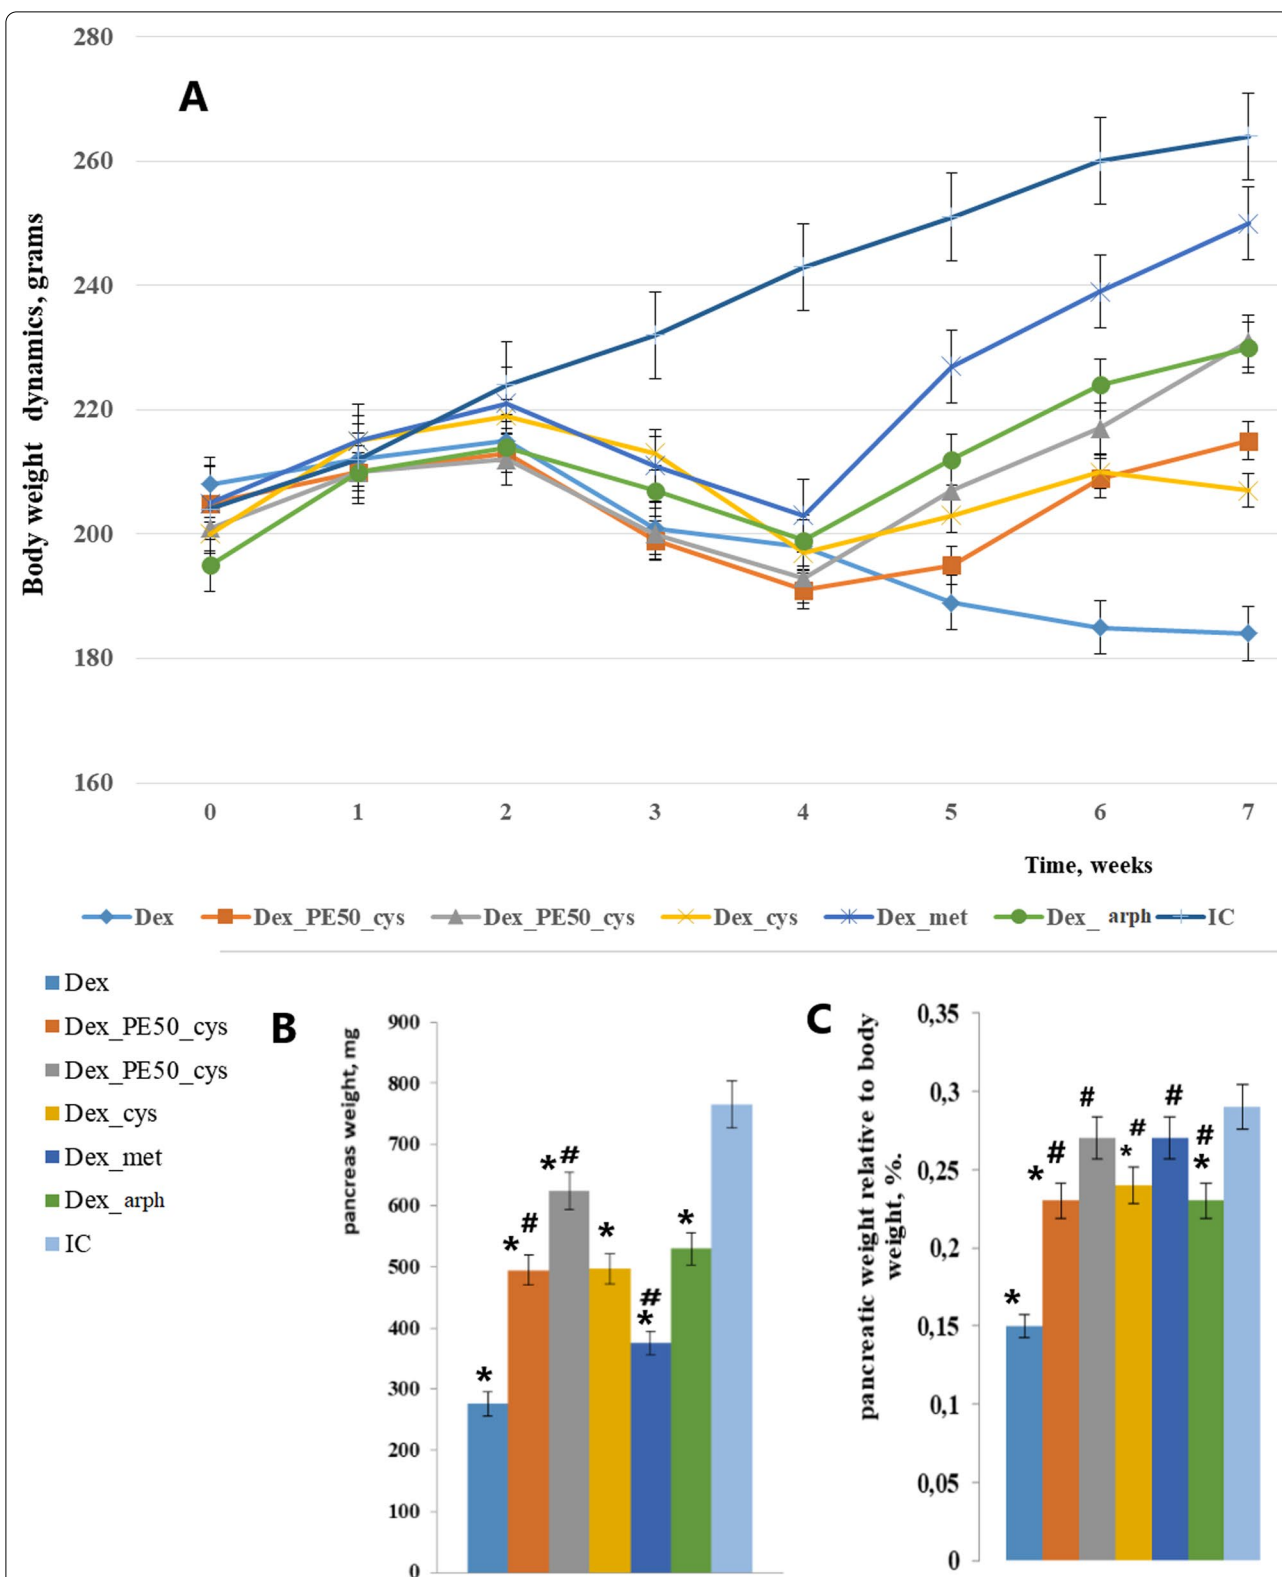 A
Body weight dynamics, grams
280
260
240
220
200
180
160
0 1 2 3 4 5 6 7
Time, weeks
Dex Dex_PE50_cys Dex_PE50_cys Dex_cys Dex_met Dex_ arph IC
Dex
Dex_PE50_cys
Dex_PE50_cys
Dex_cys
Dex_met
Dex_ arph
IC
B
pancreas weight, mg
900
800
700
600
500
400
300
200
100
0
*
* #
* #
*
#
*
*
C
pancreatic weight relative to body
weight, %.
0,35
0,3
0,25
0,2
0,15
0,1
0,05
0
*
* #
#
#
*
#
#
*